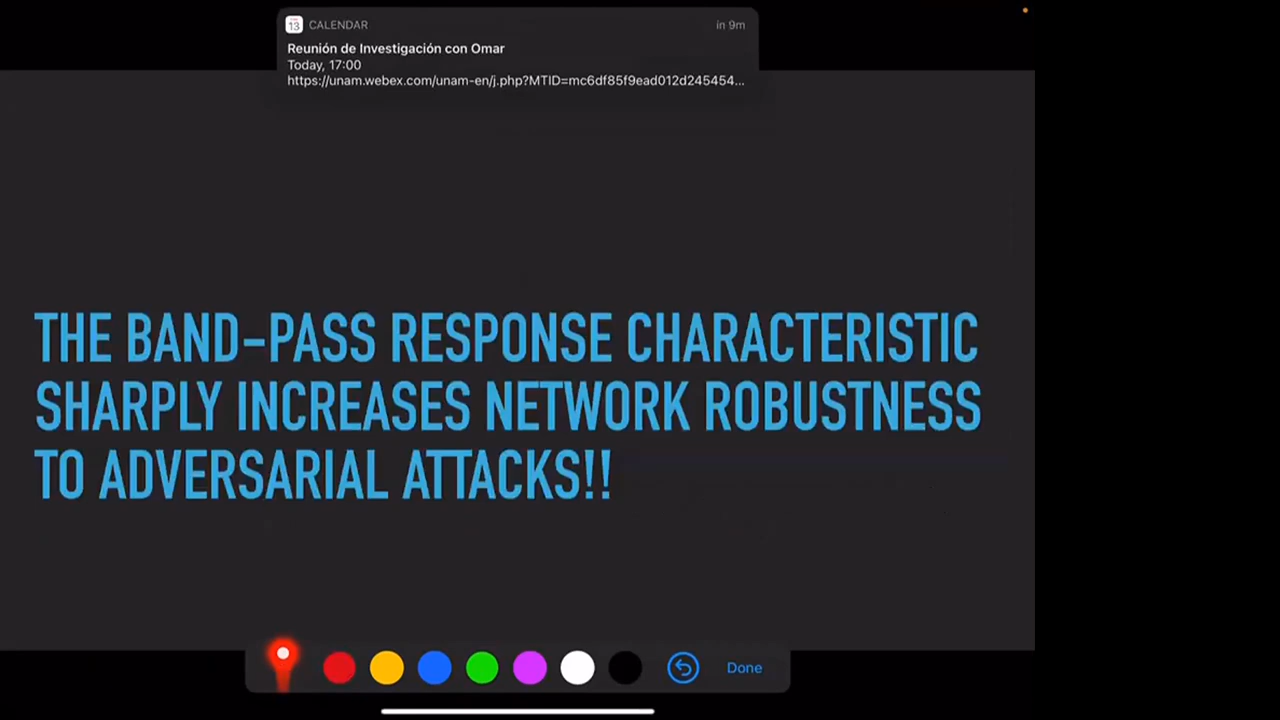 13 CALENDAR in 9m
Reunión de Investigación con Omar
Today, 17:00
https://unam.webex.com/unam-en/j.php?MTID=mc6df85f9ead012d245454...
THE BAND-PASS RESPONSE CHARACTERISTIC
SHARPLY INCREASES NETWORK ROBUSTNESS
TO ADVERSARIAL ATTACKS!!
Done